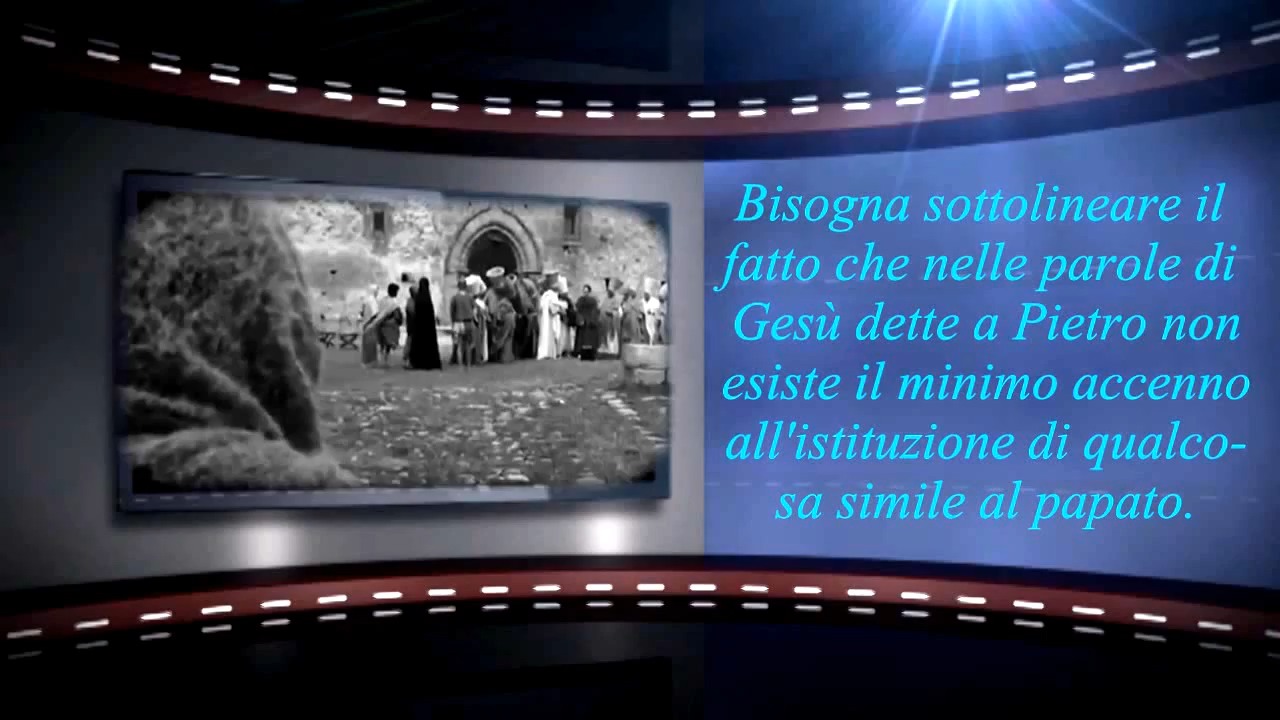 Bisogna sottolineare il
fatto che nelle parole di
Gesù dette a Pietro non
esiste il minimo accenno
all'istituzione di qualco-
sa simile al papato.